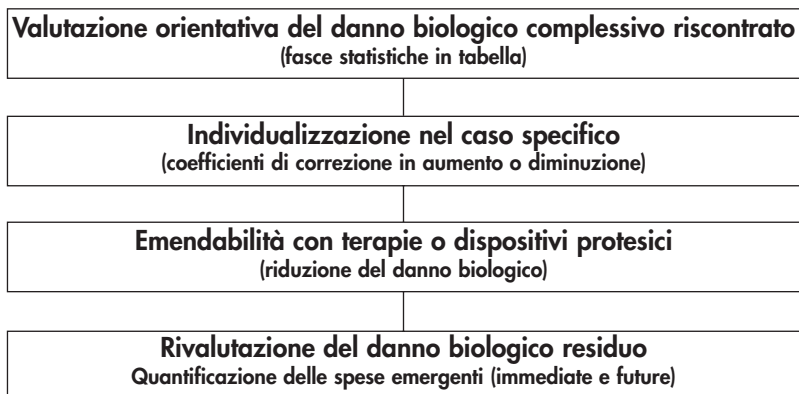 Valutazione orientativa del danno biologico complessivo riscontrato
(fasce statistiche in tabella)
Individualizzazione nel caso specifico
(coefficienti di correzione in aumento o diminuzione)
Emendabilità con terapie o dispositivi protesici
(riduzione del danno biologico)
Rivalutazione del danno biologico residuo
Quantificazione delle spese emergenti (immediate e future)